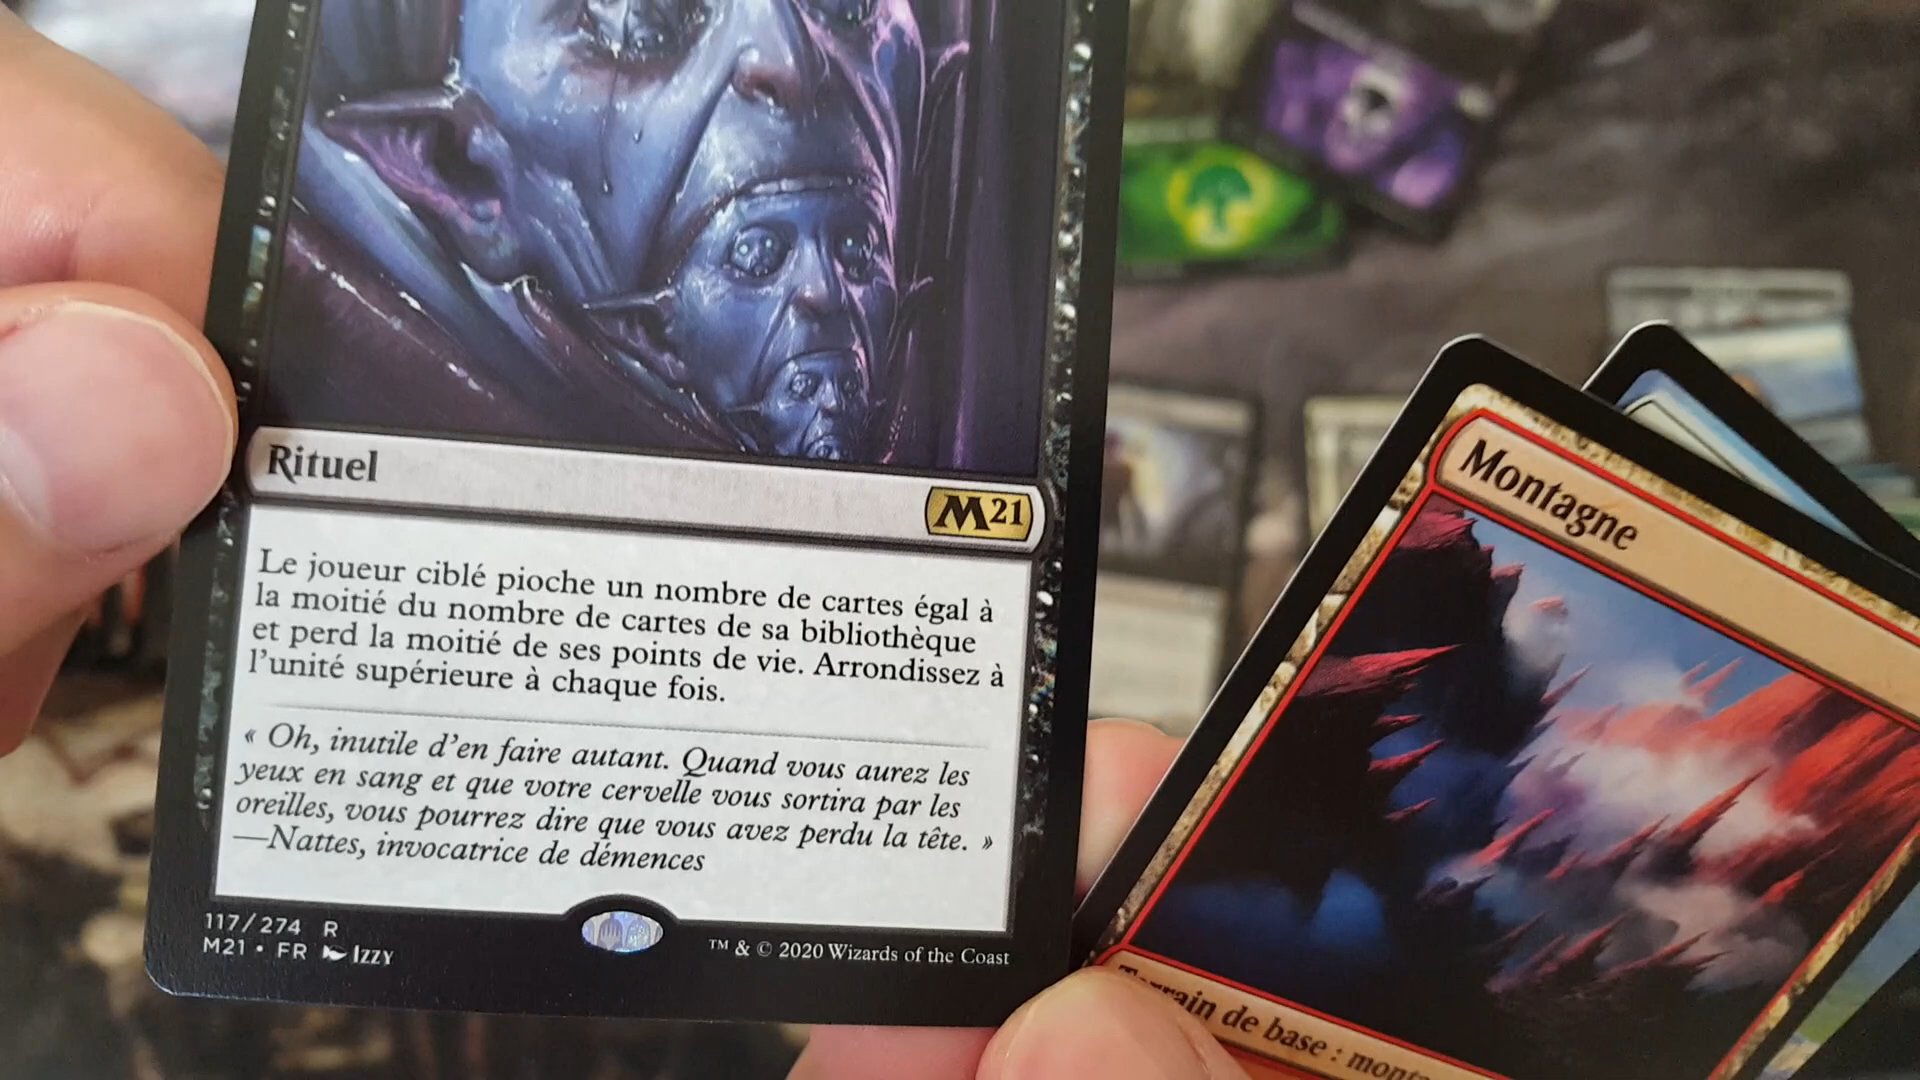 Rituel
M21
Le joueur ciblé pioche un nombre de cartes égal à
la moitié du nombre de cartes de sa bibliothèque
et perd la moitié de ses points de vie. Arrondissez à
l'unité supérieure à chaque fois.
« Oh, inutile d'en faire autant. Quand vous aurez les
yeux en sang et que votre cervelle vous sortira par les
oreilles, vous pourrez dire que vous avez perdu la tête. »
—Nattes, invocatrice de démences
117/274 R
M21 • FR Izzy
™ & © 2020 Wizards of the Coast
Montagne
de base :